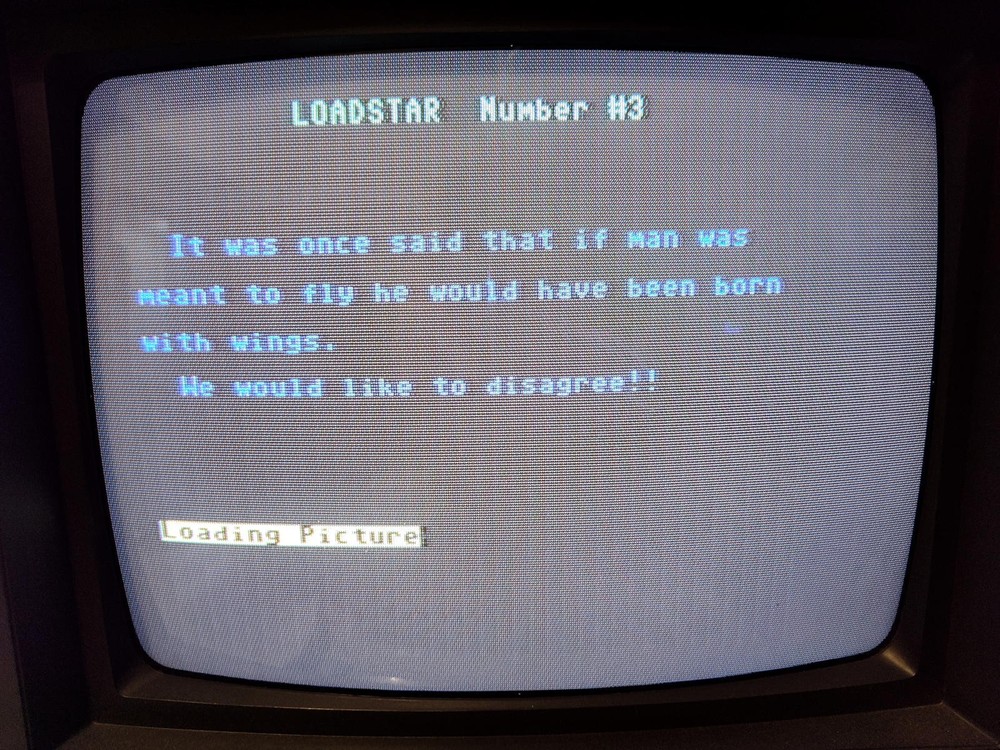 LOADSTAR Number #3
It was once said that if man was
meant to fly he would have been born
with wings.
We would like to disagree!!
Loading Picture